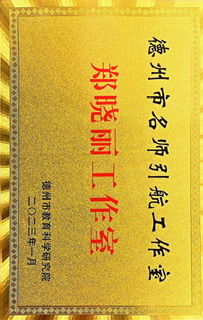 德州市名师引航工作室
郑晓丽工作室
德州市教育科学研究院
二〇二三年一月